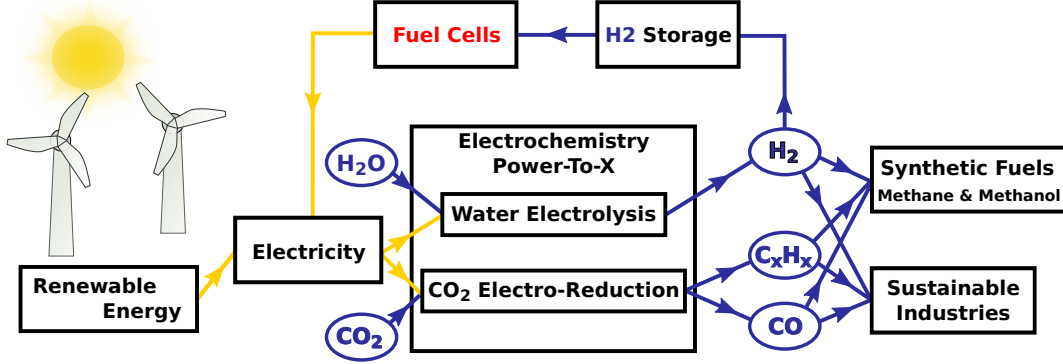 Fuel Cells
H2 Storage
Electrochemistry
Power-To-X
H₂O
H₂
Synthetic Fuels
Methane & Methanol
Water Electrolysis
Electricity
CₓHₓ
Renewable
Energy
CO₂ Electro-Reduction
Sustainable
Industries
CO₂
CO